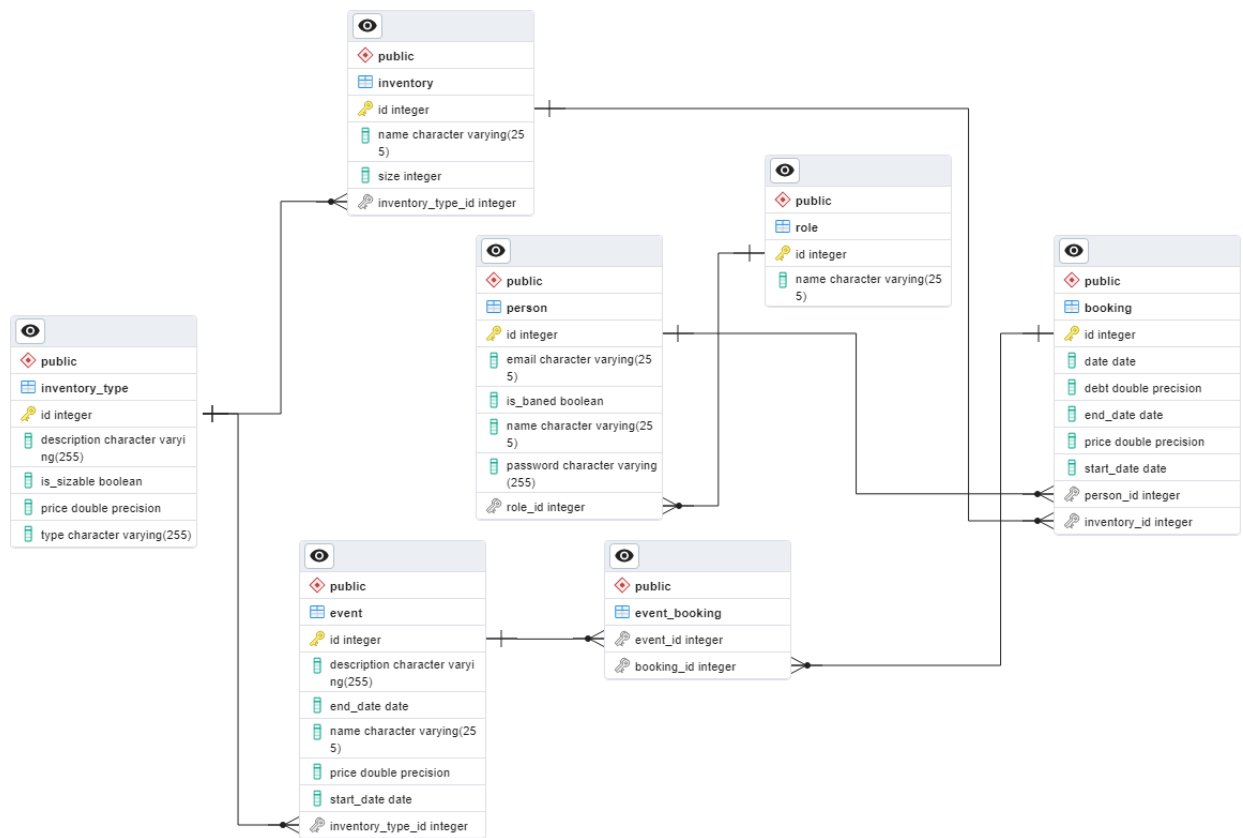 public
inventory
id integer
name character varying(25
5)
size integer
inventory_type_id integer
public
role
id integer
name character varying(25
5)
public
person
id integer
email character varying(25
5)
is_baned boolean
name character varying(25
5)
password character varying
(255)
role_id integer
public
booking
id integer
date date
debt double precision
end_date date
price double precision
start_date date
person_id integer
inventory_id integer
public
inventory_type
id integer
description character varyi
ng(255)
is_sizable boolean
price double precision
type character varying(255)
public
event
id integer
description character varyi
ng(255)
end_date date
name character varying(25
5)
price double precision
start_date date
inventory_type_id integer
public
event_booking
event_id integer
booking_id integer